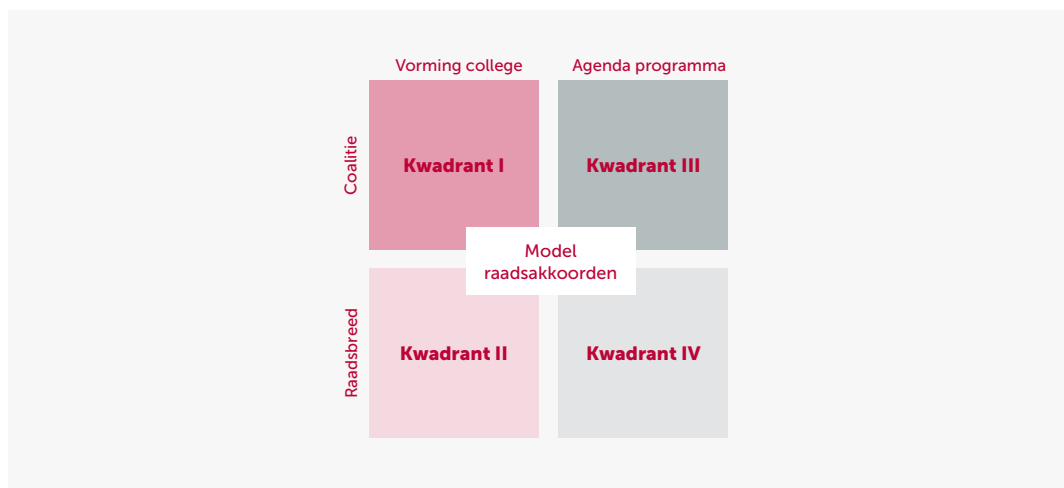 Vorming college
Agenda programma
Coalitie
Kwadrant I
Kwadrant III
Model
raadsakkoorden
Raadsbreed
Kwadrant II
Kwadrant IV